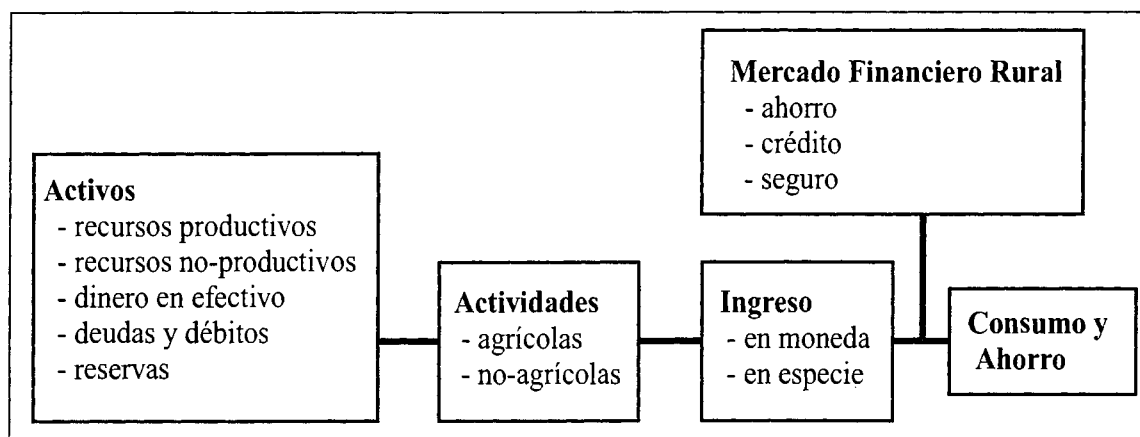 Mercado Financiero Rural
- ahorro
- crédito
- seguro
Activos
- recursos productivos
- recursos no-productivos
- dinero en efectivo
- deudas y débitos
- reservas
Actividades
- agrícolas
- no-agrícolas
Ingreso
- en moneda
- en especie
Consumo y
Ahorro